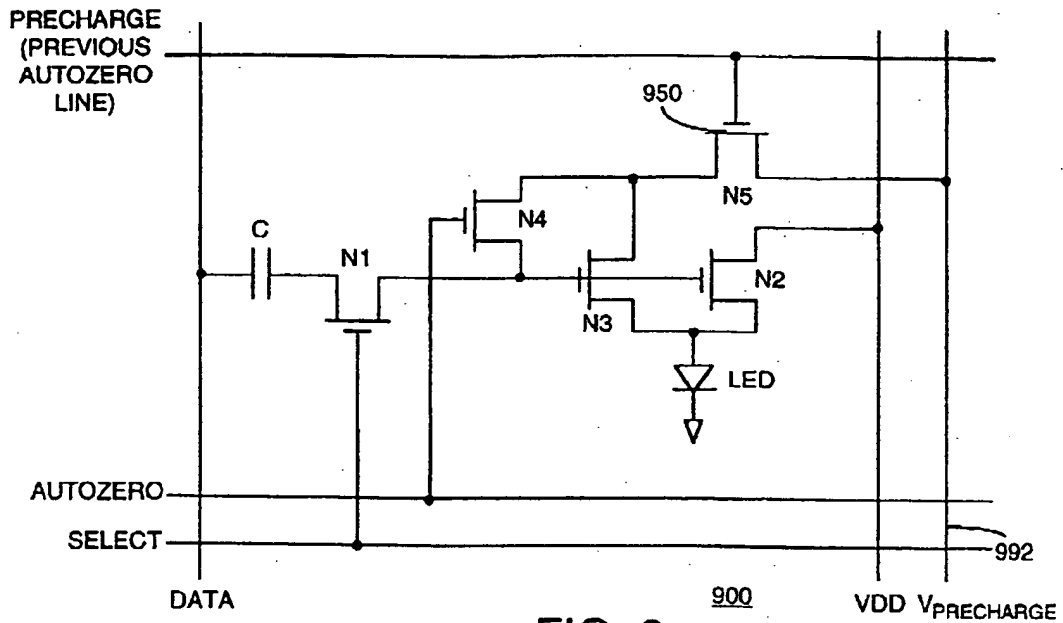 PRECHARGE
(PREVIOUS
AUTOZERO
LINE)
950
N5
N4
C
N1
N2
N3
LED
AUTOZERO
SELECT
992
DATA
900
VDD
VPRECHARGE